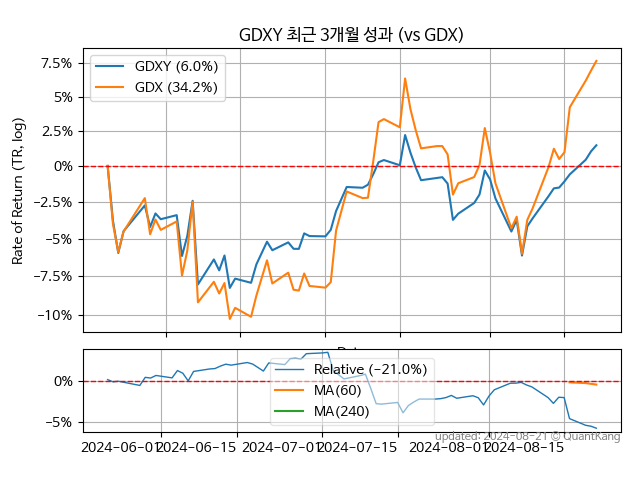 GDXY 최근 3개월 성과 (vs GDX)
Rate of Return (TR, log)
7.5%
5%
2.5%
0%
−2.5%
−5%
−7.5%
−10%
GDXY (6.0%)
GDX (34.2%)
0%
−5%
Relative (−21.0%)
MA(60)
MA(240)
updated: 2024-08-21 © QuantKang
2024-06-01 2024-06-15 2024-07-01 2024-07-15 2024-08-01 2024-08-15